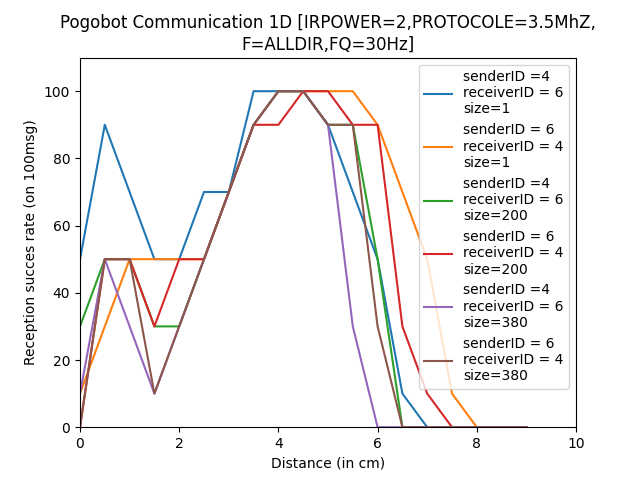 Pogobot Communication 1D [IRPOWER=2,PROTOCOLE=3.5MhZ,
F=ALLDIR,FQ=30Hz]
Reception succes rate (on 100msg)
100
80
60
40
20
0
0 2 4 6 8 10
Distance (in cm)
senderID =4
receiverID = 6
size=1
senderID = 6
receiverID = 4
size=1
senderID =4
receiverID = 6
size=200
senderID = 6
receiverID = 4
size=200
senderID =4
receiverID = 6
size=380
senderID = 6
receiverID = 4
size=380